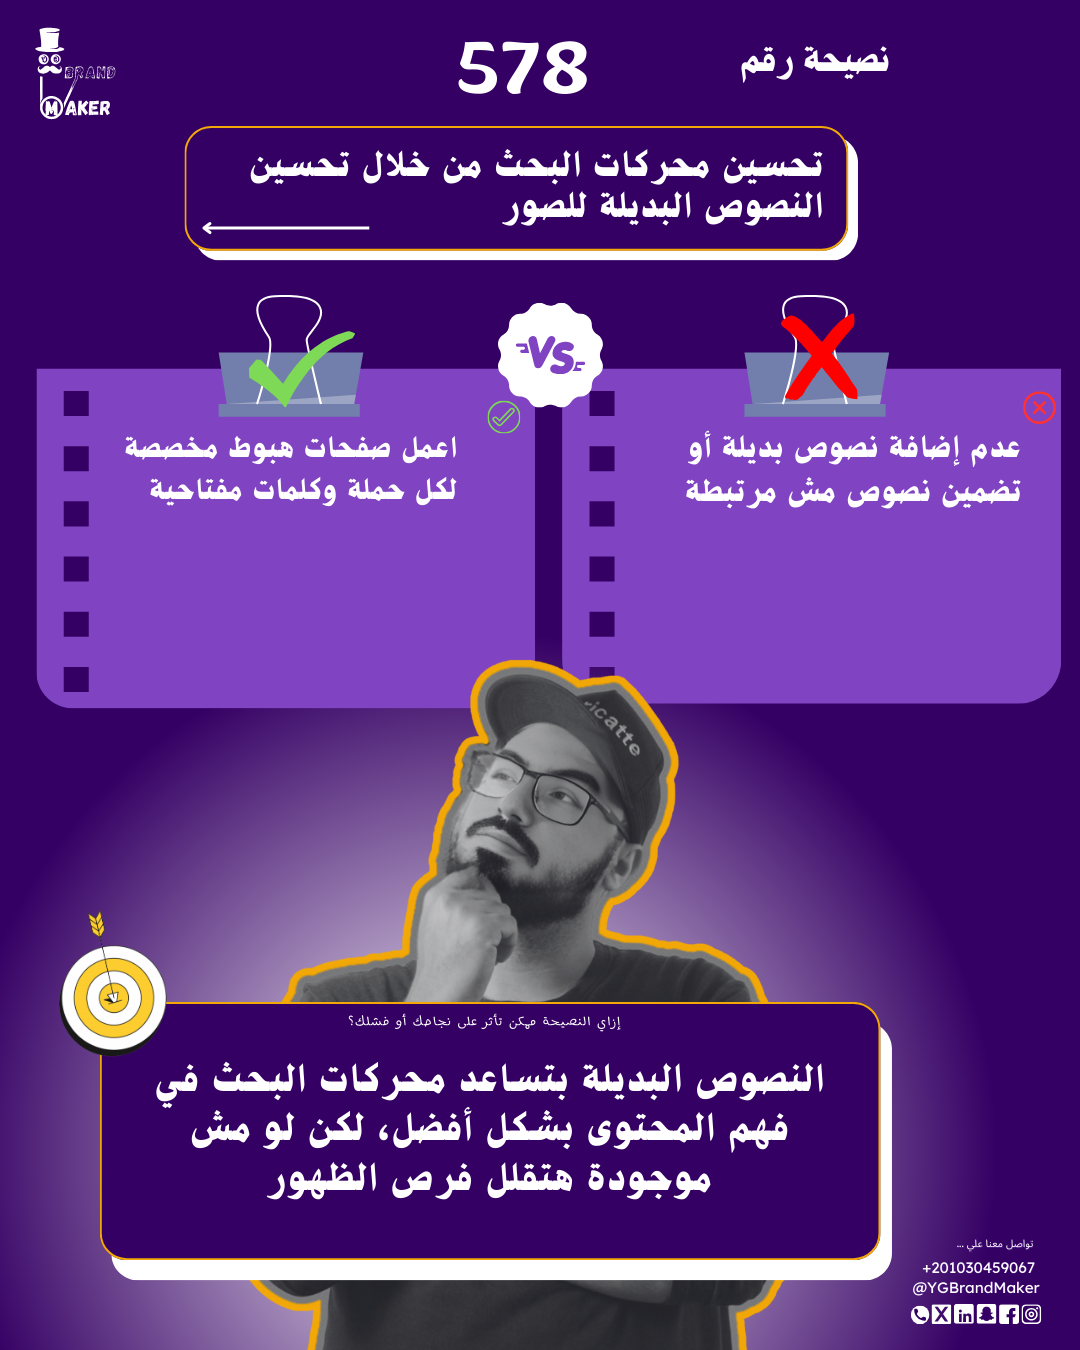 نصيحة رقم
578
BRAND
MAKER
تحسين محركات البحث من خلال تحسين
النصوص البديلة للصور
VS
عدم إضافة نصوص بديلة أو
تضمين نصوص مش مرتبطة
اعمل صفحات هبوط مخصصة
لكل حملة وكلمات مفتاحية
icatte
إزاي النصيحة ممكن تأثر على نجاحك أو فشلك؟
النصوص البديلة بتساعد محركات البحث في
فهم المحتوى بشكل أفضل، لكن لو مش
موجودة هتقلل فرص الظهور
تواصل معنا علي ...
+201030459067
@YGBrandMaker